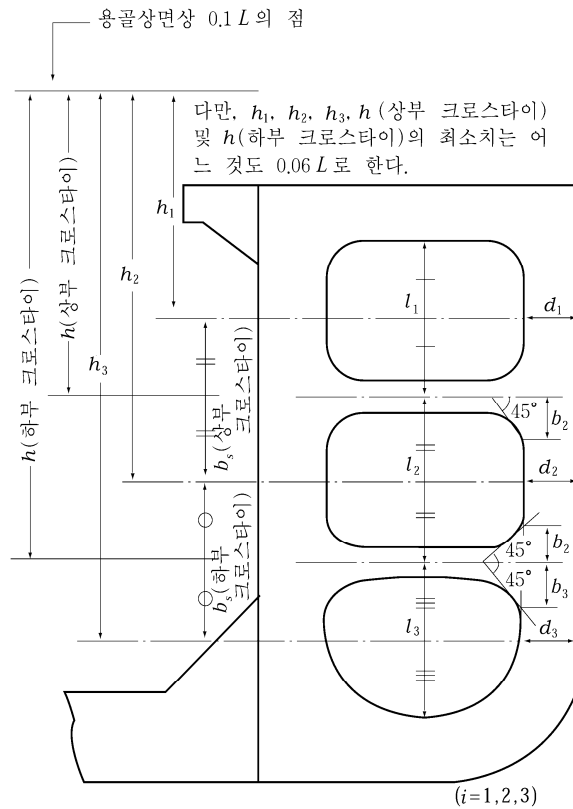 용골상면상 0.1 L의 점
다만, h₁, h₂, h₃, h (상부 크로스타이)
및 h(하부 크로스타이)의 최소치는 어
느 것도 0.06 L로 한다.
h₁
h₂
h₃
h(상부 크로스타이)
h(하부 크로스타이)
bₛ(상부
크로스타이)
bₛ(하부
크로스타이)
l₁
d₁
45°
b₂
l₂
d₂
45°
b₂
45°
b₃
l₃
d₃
(i=1,2,3)